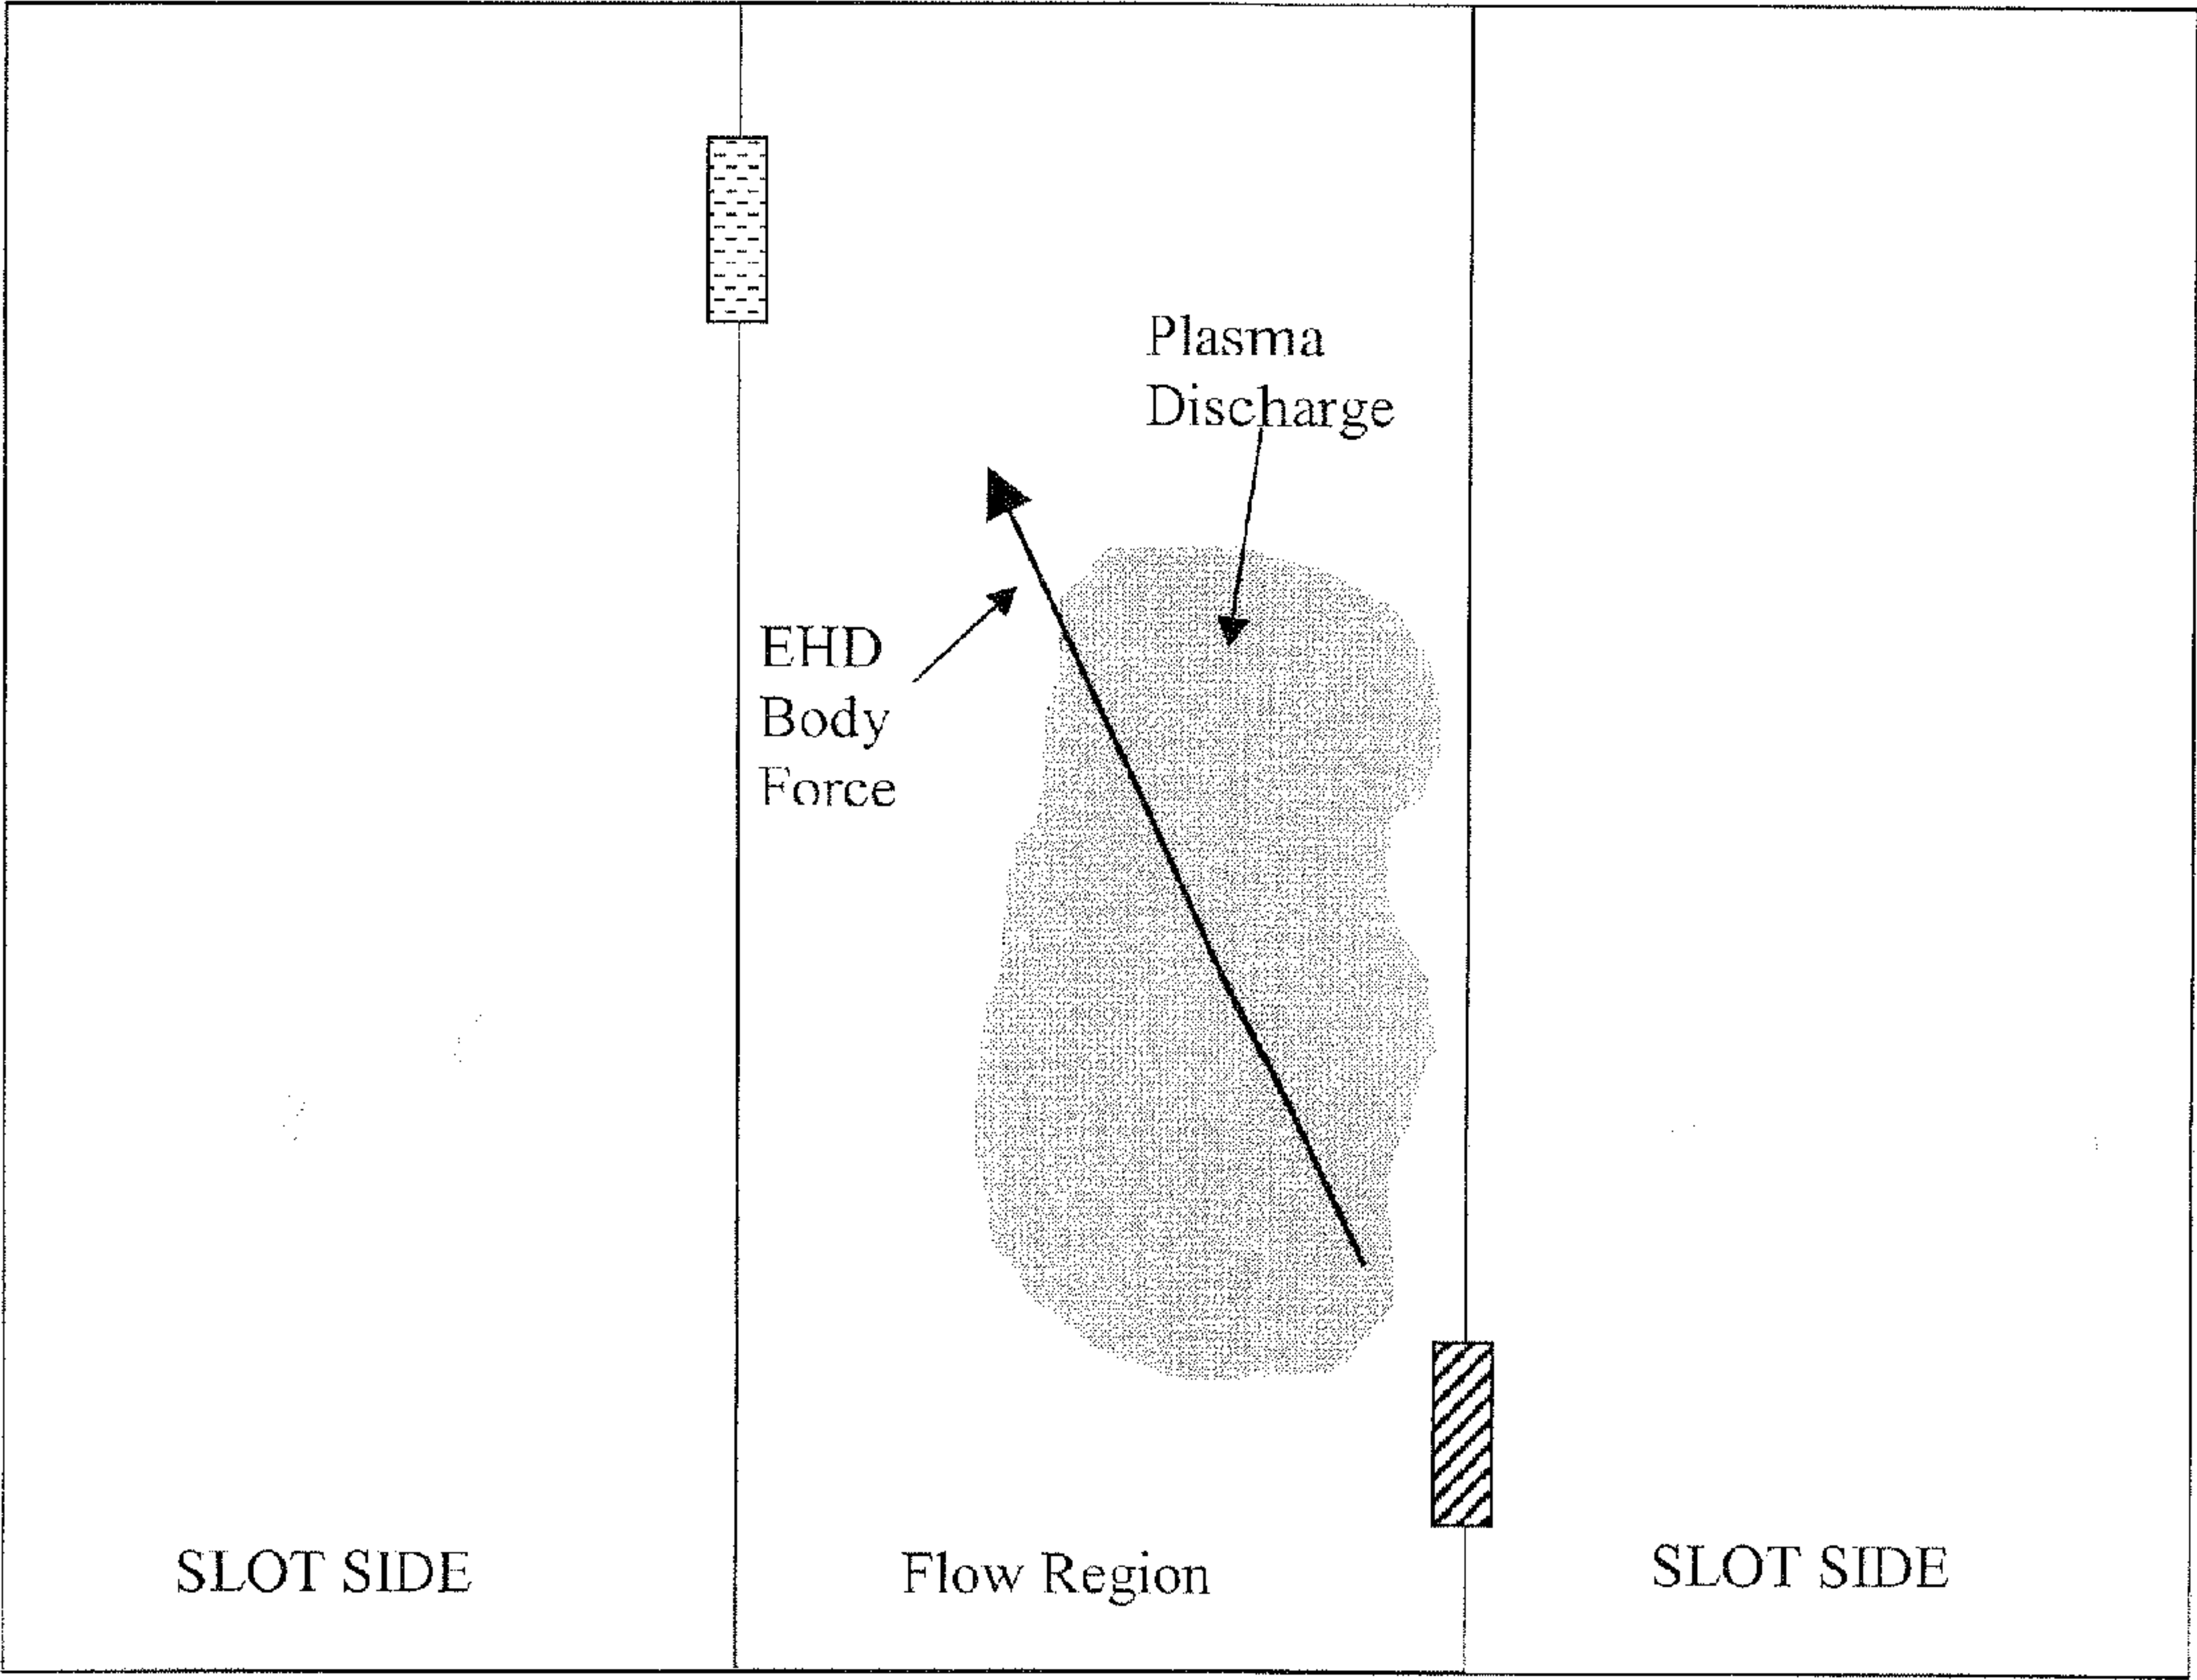 Plasma
Discharge
EHD
Body
Force
SLOT SIDE
Flow Region
SLOT SIDE